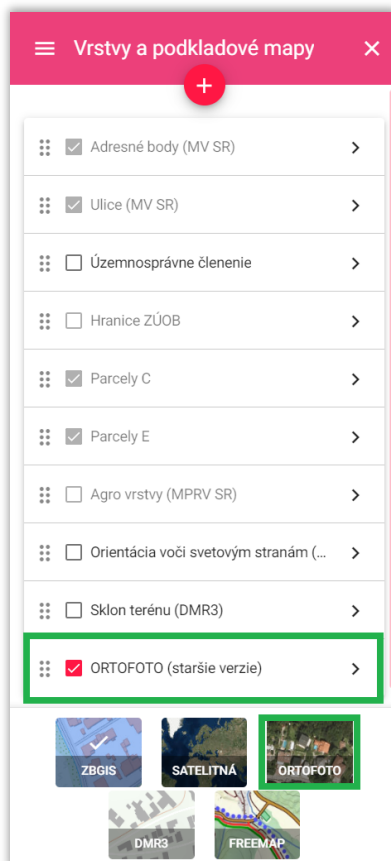 Vrstvy a podkladové mapy
Adresné body (MV SR)
Ulice (MV SR)
Územnosprávne členenie
Hranice ZÚOB
Parcely C
Parcely E
Agro vrstvy (MPRV SR)
Orientácia voči svetovým stranám (...
Sklon terénu (DMR3)
ORTOFOTO (staršie verzie)
ZBGIS
SATELITNÁ
ORTOFOTO
DMR3
FREEMAP